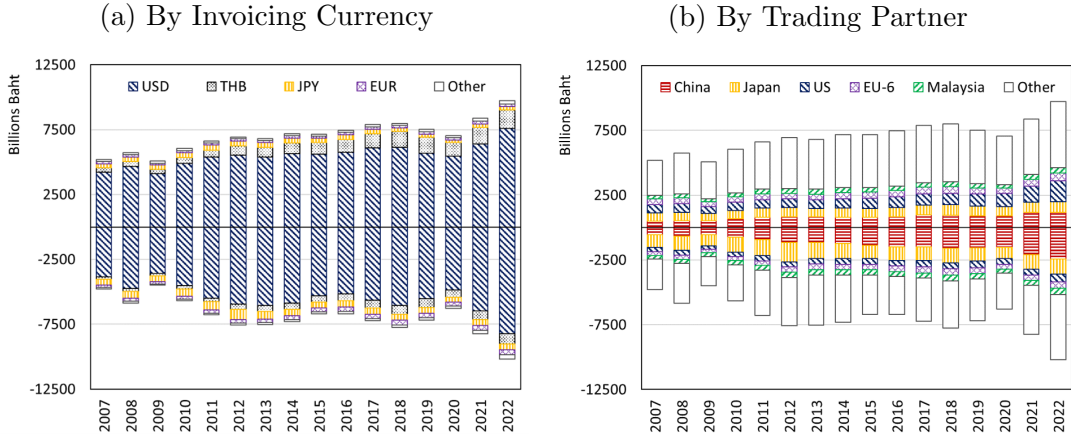 (a) By Invoicing Currency
Billions Baht
12500
7500
2500
-2500
-7500
-12500
USD THB JPY EUR Other
2007 2008 2009 2010 2011 2012 2013 2014 2015 2016 2017 2018 2019 2020 2021 2022
(b) By Trading Partner
Billions Baht
12500
7500
2500
-2500
-7500
-12500
China Japan US EU-6 Malaysia Other
2007 2008 2009 2010 2011 2012 2013 2014 2015 2016 2017 2018 2019 2020 2021 2022